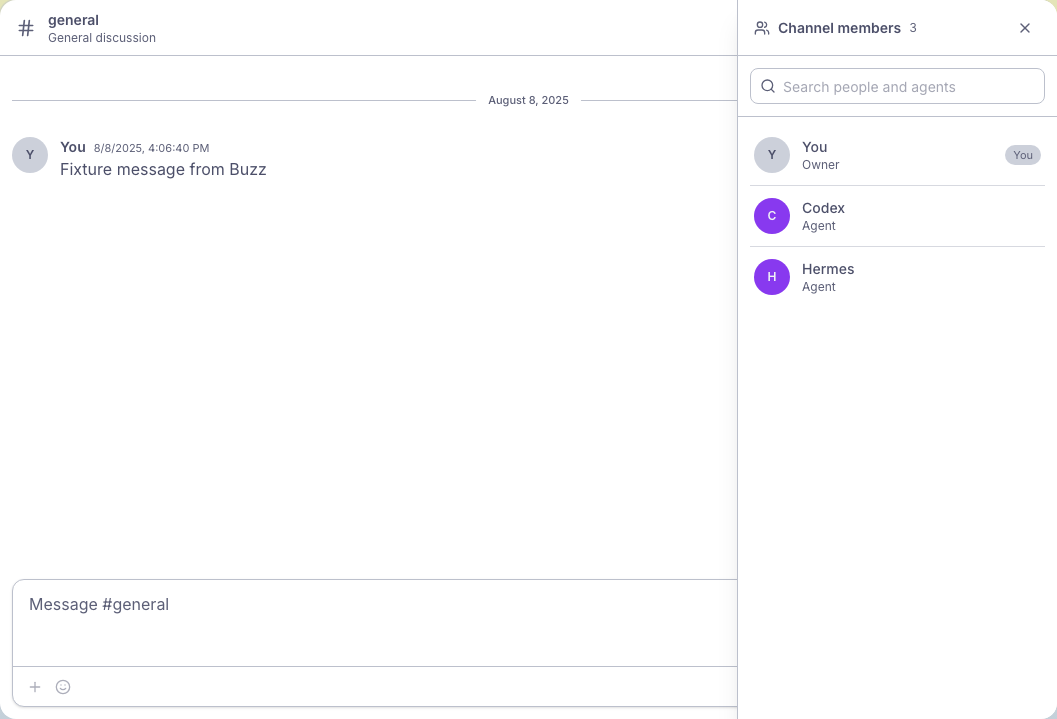 general
General discussion
August 8, 2025
Y
You 8/8/2025, 4:06:40 PM
Fixture message from Buzz
Message #general
Channel members 3
Search people and agents
Y
You
Owner
You
C
Codex
Agent
H
Hermes
Agent